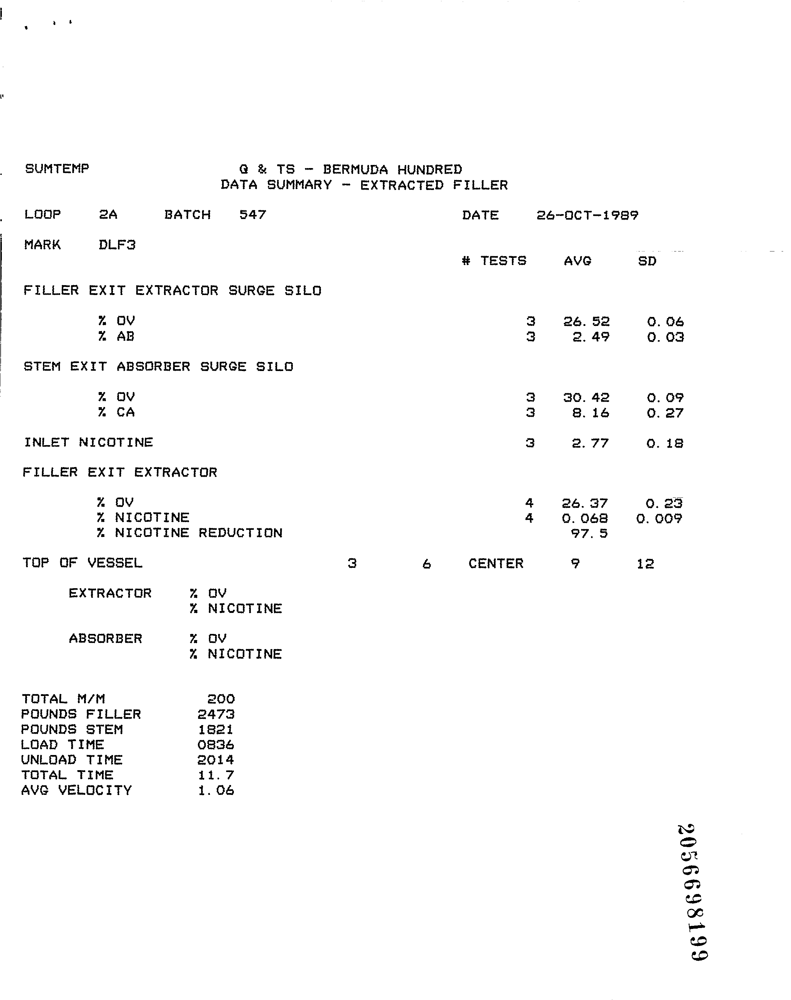 SUMTEMP G & TS - BERMUDA HUNDRED
DATA SUMMARY - EXTRACTED FILLER
LOOP 2A BATCH 547 DATE 26-OCT-1989
MARK DLF3
# TESTS AVG SD
FILLER EXIT EXTRACTOR SURGE SILO
% OV 3 26.52 0.06
% AB 3 2.49 0.03
STEM EXIT ABSORBER SURGE SILO
% OV 3 30.42 0.09
% CA 3 8.16 0.27
INLET NICOTINE 3 2.77 0.18
FILLER EXIT EXTRACTOR
% OV 4 26.37 0.23
% NICOTINE 4 0.068 0.009
% NICOTINE REDUCTION 97.5
TOP OF VESSEL 3 6 CENTER 9 12
EXTRACTOR % OV
% NICOTINE
ABSORBER % OV
% NICOTINE
TOTAL M/M 200
POUNDS FILLER 2473
POUNDS STEM 1821
LOAD TIME 0836
UNLOAD TIME 2014
TOTAL TIME 11.7
AVG VELOCITY 1.06
2056698199